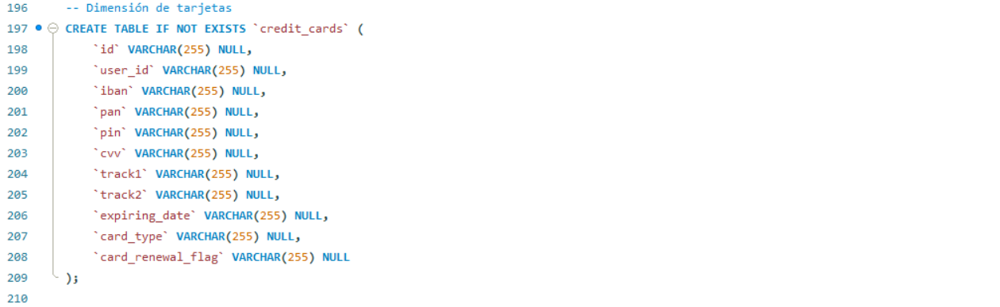 196 -- Dimensión de tarjetas
197 CREATE TABLE IF NOT EXISTS `credit_cards` (
198 `id` VARCHAR(255) NULL,
199 `user_id` VARCHAR(255) NULL,
200 `iban` VARCHAR(255) NULL,
201 `pan` VARCHAR(255) NULL,
202 `pin` VARCHAR(255) NULL,
203 `cvv` VARCHAR(255) NULL,
204 `track1` VARCHAR(255) NULL,
205 `track2` VARCHAR(255) NULL,
206 `expiring_date` VARCHAR(255) NULL,
207 `card_type` VARCHAR(255) NULL,
208 `card_renewal_flag` VARCHAR(255) NULL
209 );
210